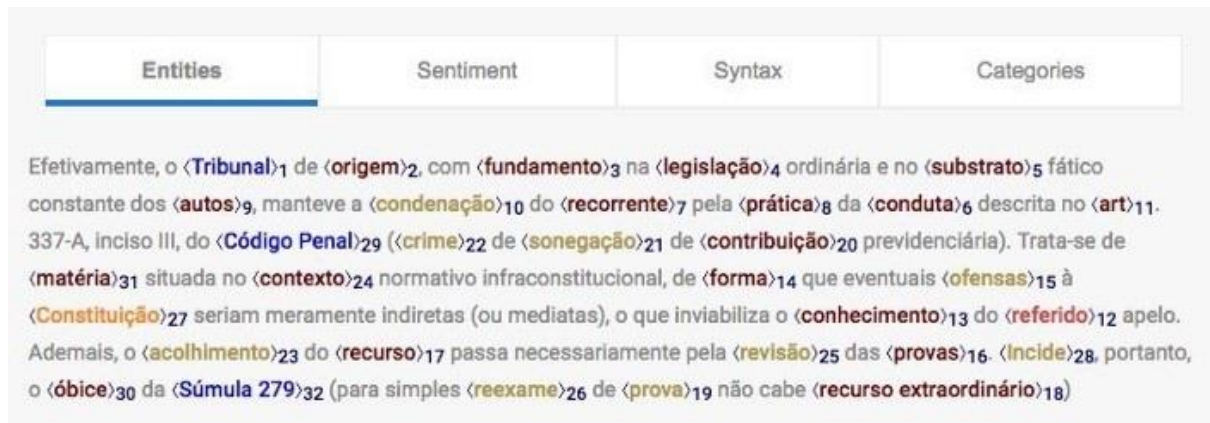 Entities Sentiment Syntax Categories
Efetivamente, o ⟨Tribunal⟩1 de ⟨origem⟩2, com ⟨fundamento⟩3 na ⟨legislação⟩4 ordinária e no ⟨substrato⟩5 fático
constante dos ⟨autos⟩9, manteve a ⟨condenação⟩10 do ⟨recorrente⟩7 pela ⟨prática⟩8 da ⟨conduta⟩6 descrita no ⟨art⟩11.
337-A, inciso III, do ⟨Código Penal⟩29 (⟨crime⟩22 de ⟨sonegação⟩21 de ⟨contribuição⟩20 previdenciária). Trata-se de
⟨matéria⟩31 situada no ⟨contexto⟩24 normativo infraconstitucional, de ⟨forma⟩14 que eventuais ⟨ofensas⟩15 à
⟨Constituição⟩27 seriam meramente indiretas (ou mediatas), o que inviabiliza o ⟨conhecimento⟩13 do ⟨referido⟩12 apelo.
Ademais, o ⟨acolhimento⟩23 do ⟨recurso⟩17 passa necessariamente pela ⟨revisão⟩25 das ⟨provas⟩16. ⟨Incide⟩28, portanto,
o ⟨óbice⟩30 da ⟨Súmula 279⟩32 (para simples ⟨reexame⟩26 de ⟨prova⟩19 não cabe ⟨recurso extraordinário⟩18)